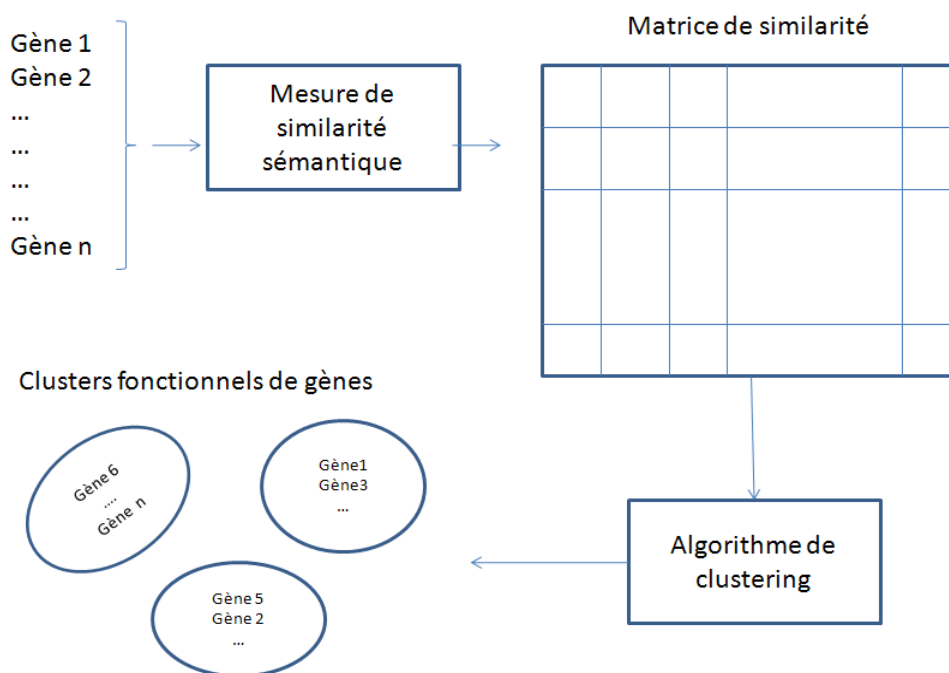 Gène 1
Gène 2
...
...
...
...
Gène n
Mesure de
similarité
sémantique
Matrice de similarité
Algorithme de
clustering
Clusters fonctionnels de gènes
Gène 6
....
Gène n
Gène1
Gène3
...
Gène 5
Gène 2
...